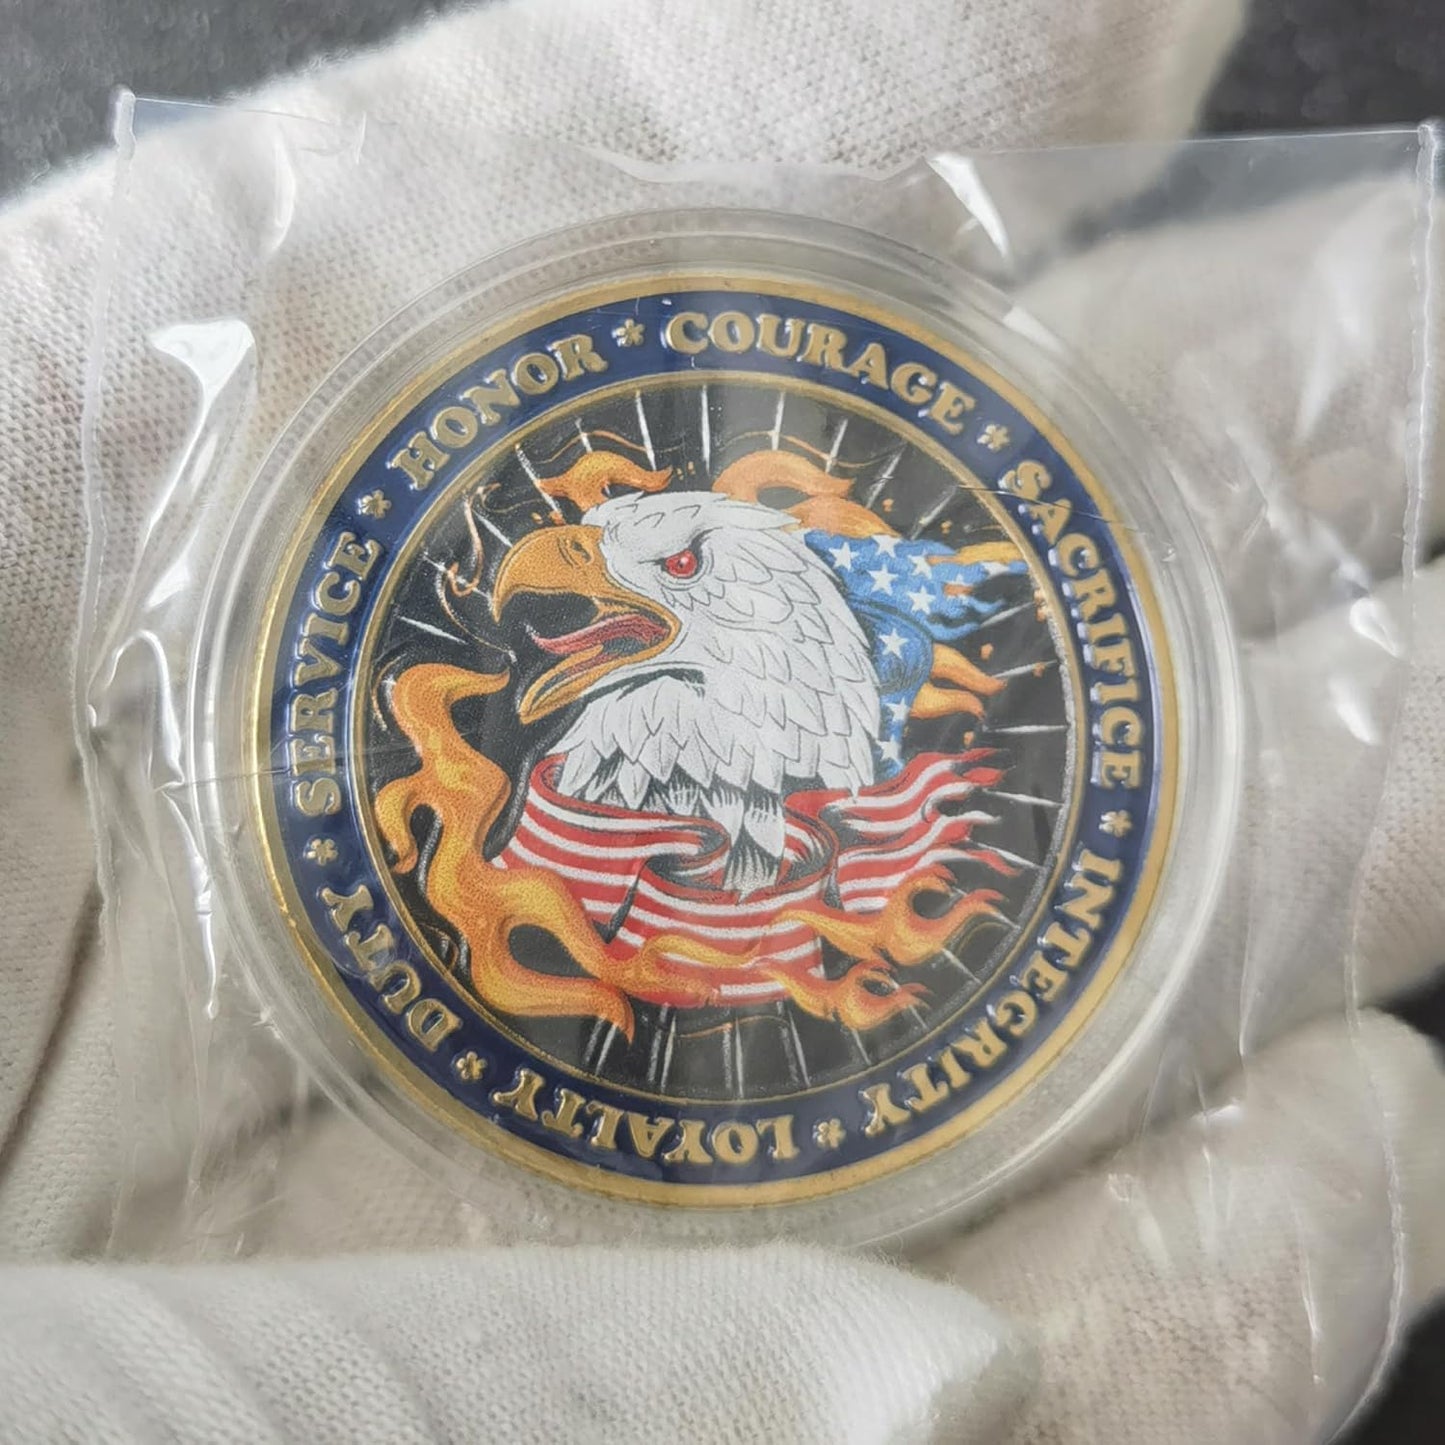 DUTY * SERVICE * HONOR * COURAGE * SACRIFICE * INTEGRITY * LOYALTY *